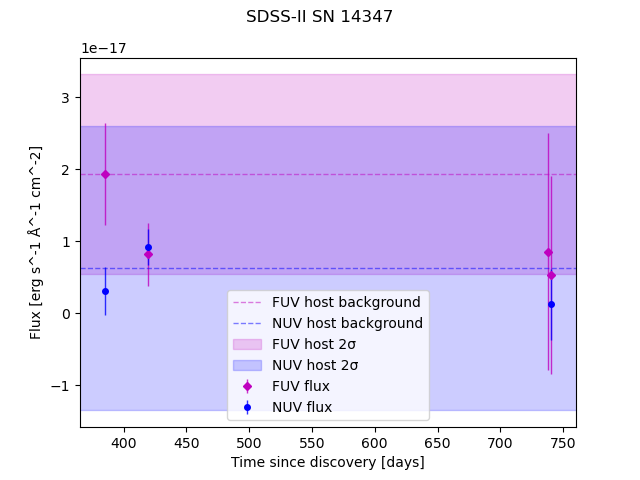 SDSS-II SN 14347
1e−17
Flux [erg s^-1 Å^-1 cm^-2]
3
2
1
0
−1
FUV host background
NUV host background
FUV host 2σ
NUV host 2σ
FUV flux
NUV flux
400 450 500 550 600 650 700 750
Time since discovery [days]